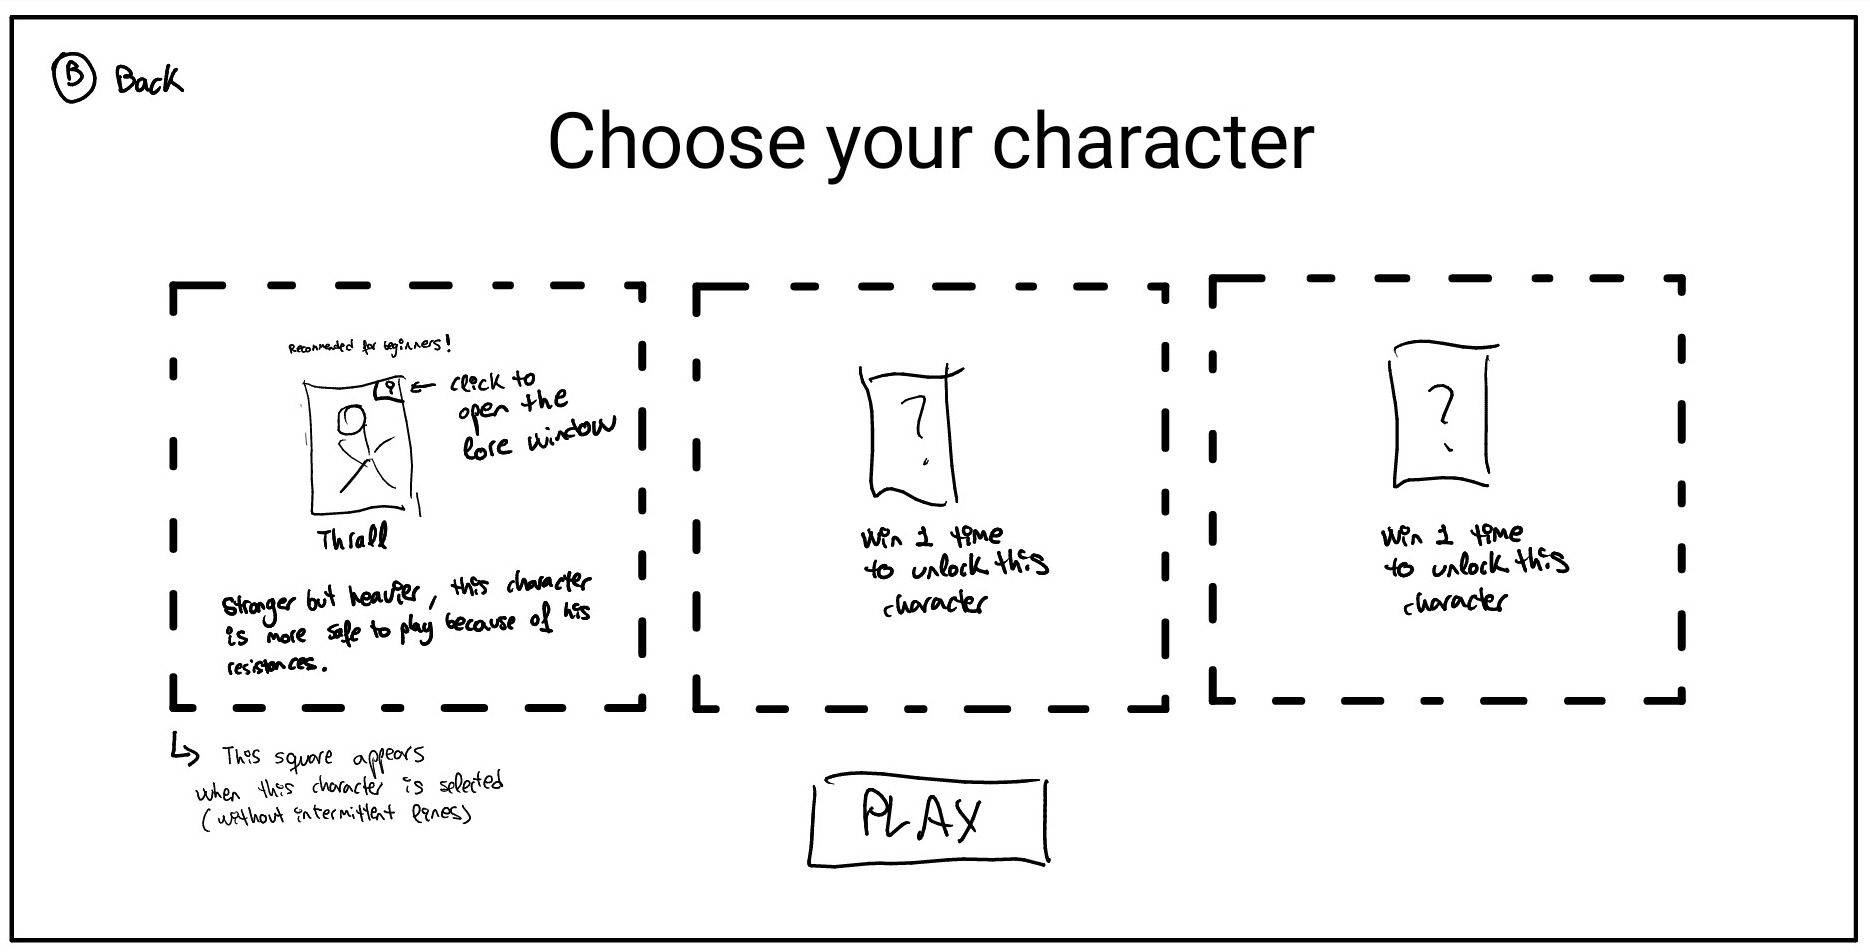 B Back
Choose your character
Recommended for beginners!
?
← click to
open the
lore window
Thrall
Stronger but heavier, this character
is more safe to play because of his
resistances.
?
Win 1 time
to unlock this
character
?
Win 1 time
to unlock this
character
This square appears
when this character is selected
(without intermittent lines)
PLAY